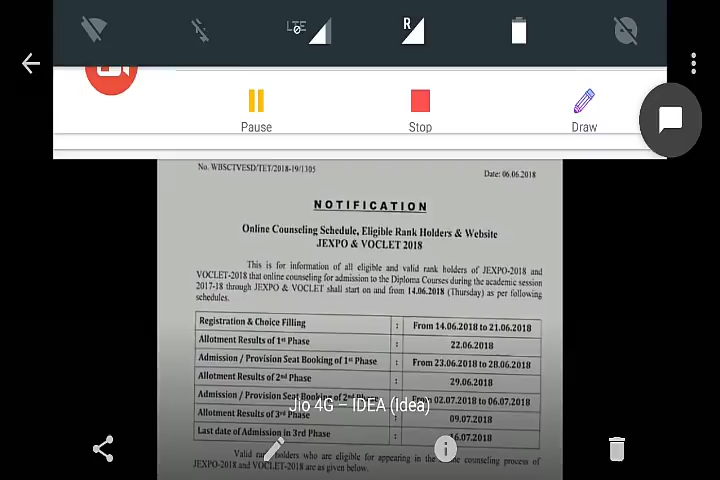 LTE
R
Pause
Stop
Draw
No. WBSCTVESD/TET/2018-19/1305
Date: 06.06.2018
NOTIFICATION
Online Counseling Schedule, Eligible Rank Holders & Website
JEXPO & VOCLET 2018
This is for information of all eligible and valid rank holders of JEXPO-2018 and
VOCLET-2018 that online counseling for admission to the Diploma Courses during the academic session
2017-18 through JEXPO & VOCLET shall start on and from 14.06.2018 (Thursday) as per following
schedules.
Registration & Choice Filling : From 14.06.2018 to 21.06.2018
Allotment Results of 1st Phase : 22.06.2018
Admission / Provision Seat Booking of 1st Phase : From 23.06.2018 to 28.06.2018
Allotment Results of 2nd Phase : 29.06.2018
Admission / Provision Seat Booking of 2nd Phase : From 02.07.2018 to 06.07.2018
Jio 4G – IDEA (Idea)
Allotment Results of 3rd Phase : 09.07.2018
Last date of Admission in 3rd Phase : 16.07.2018
Valid rank holders who are eligible for appearing in the online counseling process of
JEXPO-2018 and VOCLET-2018 are as given below.